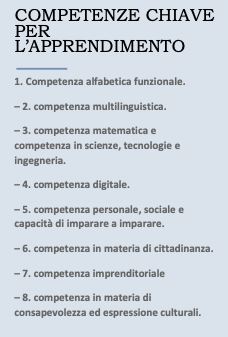 COMPETENZE CHIAVE
PER
L’APPRENDIMENTO
1. Competenza alfabetica funzionale.
– 2. competenza multilinguistica.
– 3. competenza matematica e
competenza in scienze, tecnologie e
ingegneria.
– 4. competenza digitale.
– 5. competenza personale, sociale e
capacità di imparare a imparare.
– 6. competenza in materia di cittadinanza.
– 7. competenza imprenditoriale
– 8. competenza in materia di
consapevolezza ed espressione culturali.